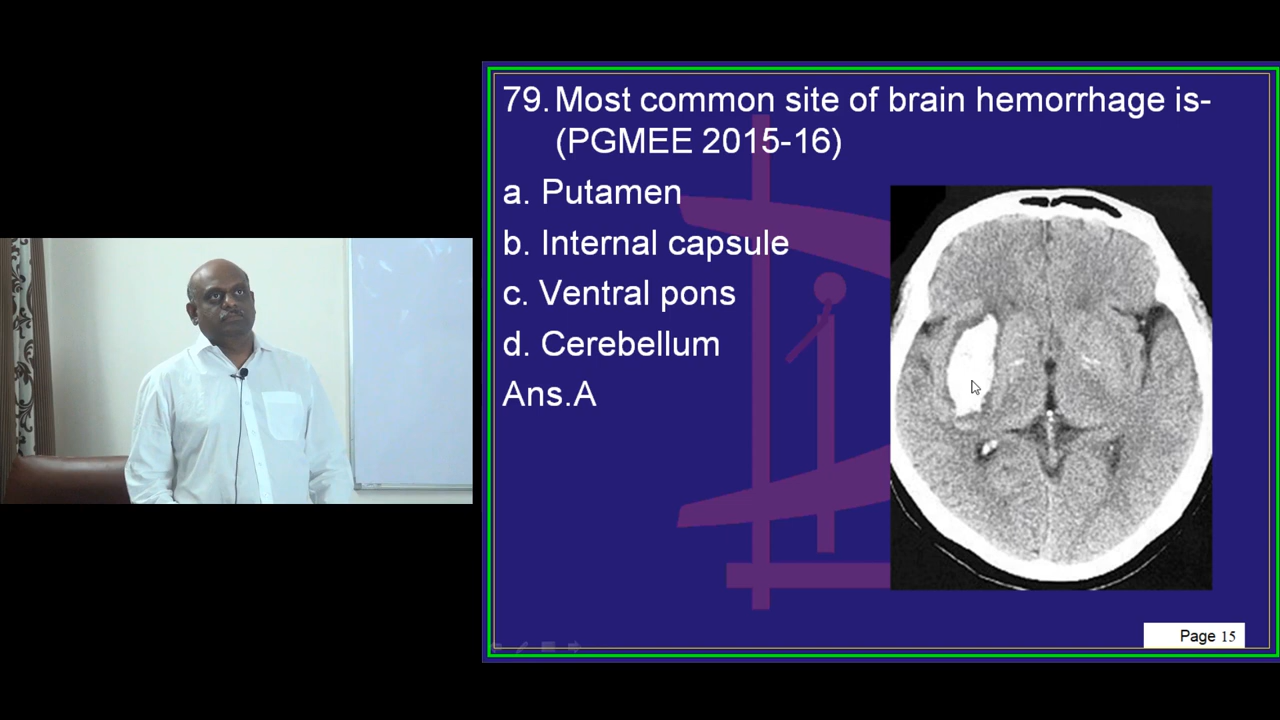 79. Most common site of brain hemorrhage is-
(PGMEE 2015-16)
a. Putamen
b. Internal capsule
c. Ventral pons
d. Cerebellum
Ans.A
Page 15